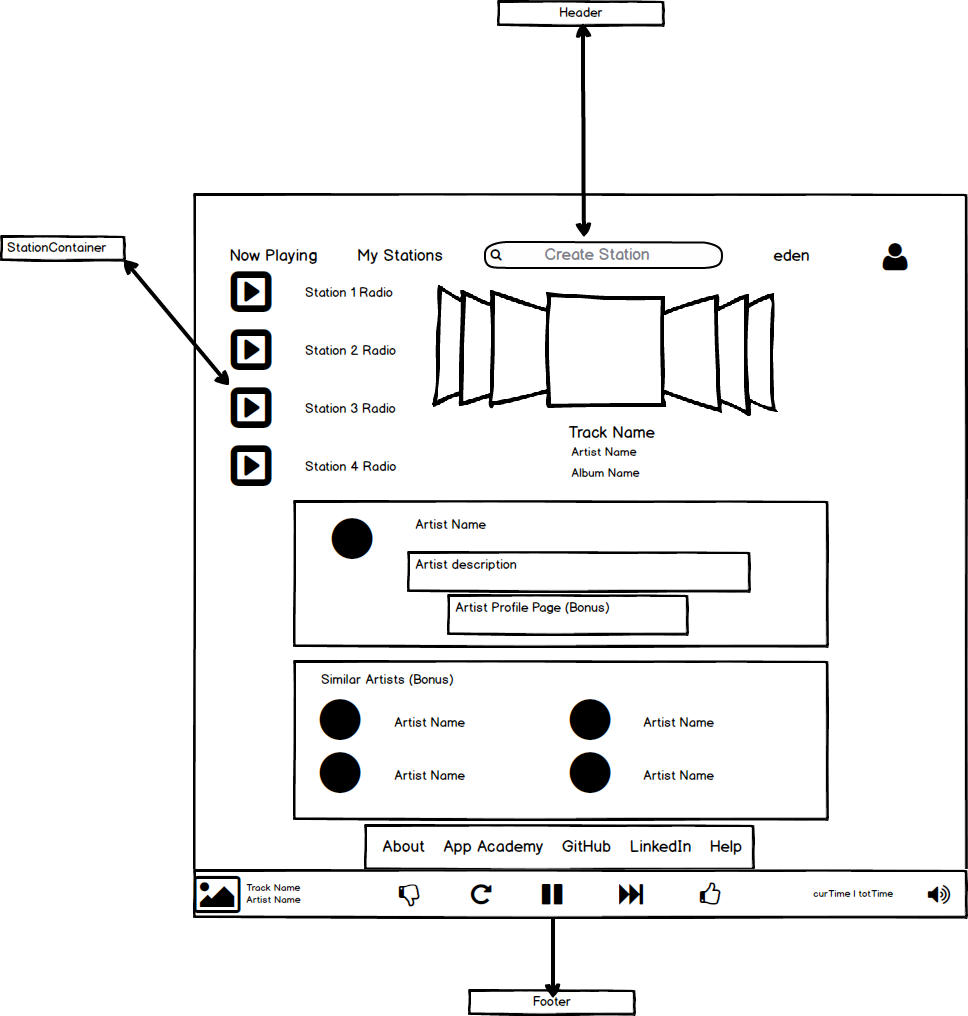 Header
StationContainer
Now Playing
My Stations
Create Station
eden
Station 1 Radio
Station 2 Radio
Station 3 Radio
Station 4 Radio
Track Name
Artist Name
Album Name
Artist Name
Artist description
Artist Profile Page (Bonus)
Similar Artists (Bonus)
Artist Name
Artist Name
Artist Name
Artist Name
About App Academy GitHub LinkedIn Help
Track Name
Artist Name
curTime | totTime
Footer